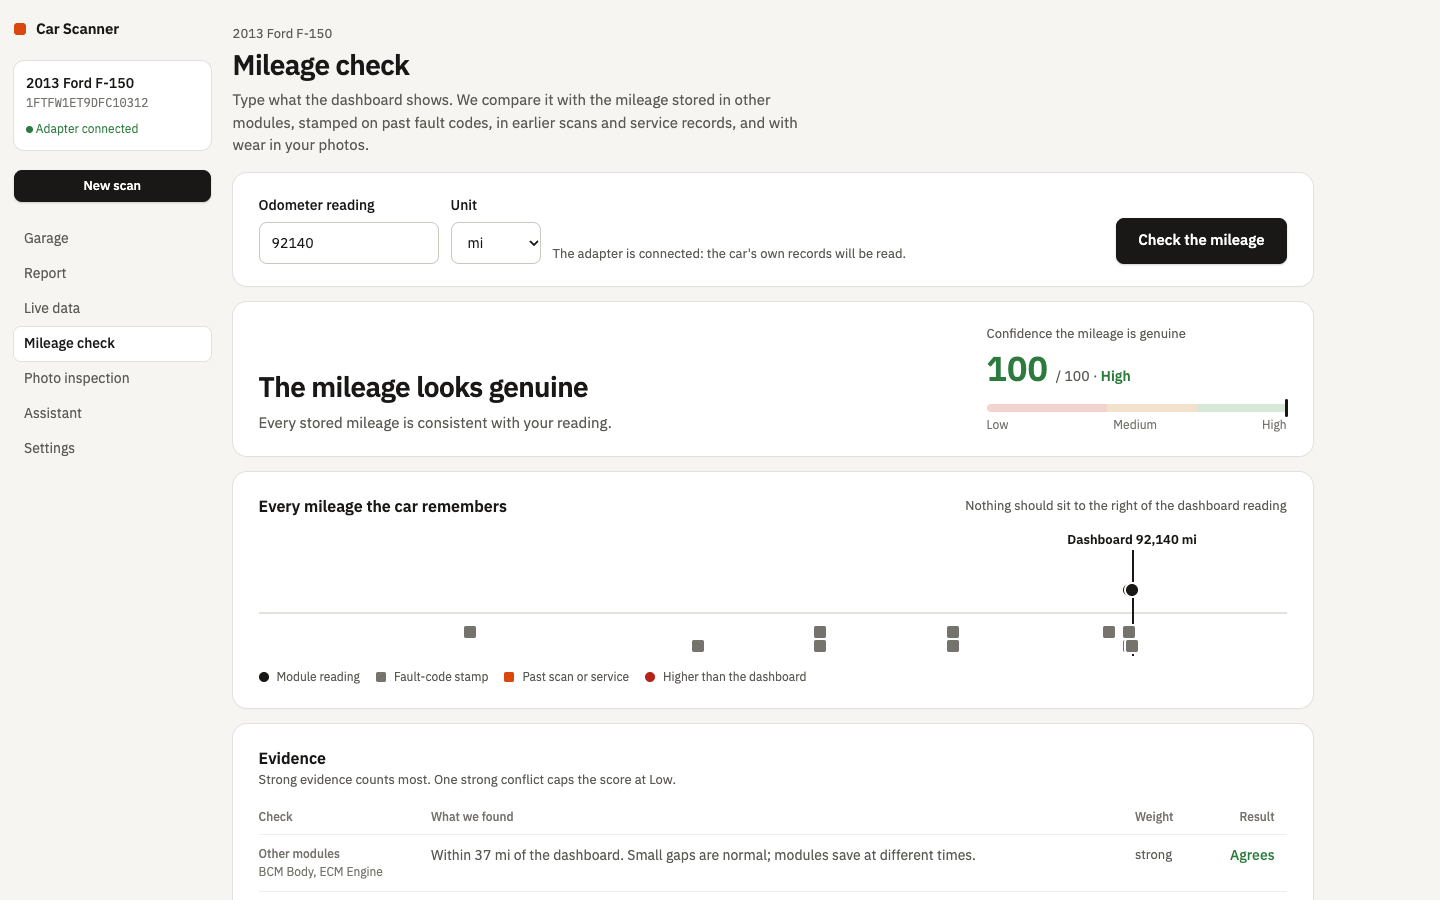 Car Scanner
2013 Ford F-150
1FTFW1ET9DFC10312
Adapter connected
New scan
Garage
Report
Live data
Mileage check
Photo inspection
Assistant
Settings
2013 Ford F-150
Mileage check
Type what the dashboard shows. We compare it with the mileage stored in other
modules, stamped on past fault codes, in earlier scans and service records, and with
wear in your photos.
Odometer reading
Unit
92140
mi
The adapter is connected: the car's own records will be read.
Check the mileage
The mileage looks genuine
Every stored mileage is consistent with your reading.
Confidence the mileage is genuine
100 / 100 · High
Low Medium High
Every mileage the car remembers
Nothing should sit to the right of the dashboard reading
Dashboard 92,140 mi
Module reading Fault-code stamp Past scan or service Higher than the dashboard
Evidence
Strong evidence counts most. One strong conflict caps the score at Low.
Check What we found Weight Result
Other modules
BCM Body, ECM Engine
Within 37 mi of the dashboard. Small gaps are normal; modules save at different times.
strong
Agrees